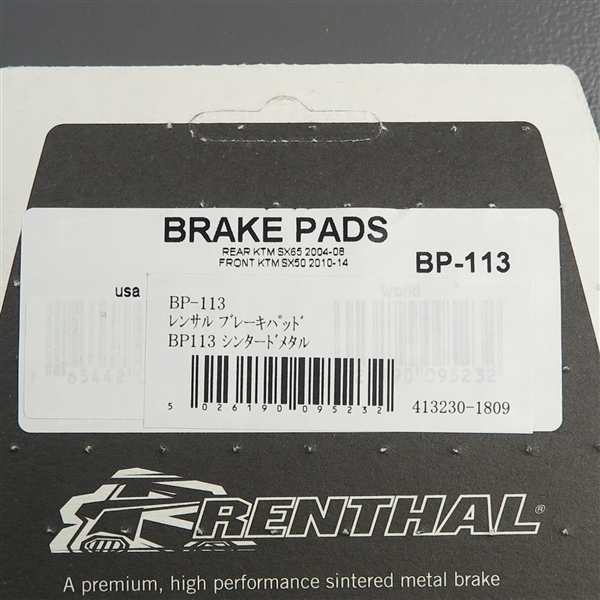 BRAKE PADS
REAR KTM SX65 2004-08
FRONT KTM SX50 2010-14
BP-113
usa
world
BP-113
レンサル ブレーキパッド
BP113 シンタードメタル
63442
095232
5 026190 095232
413230-1809
RENTHAL®
A premium, high performance sintered metal brake